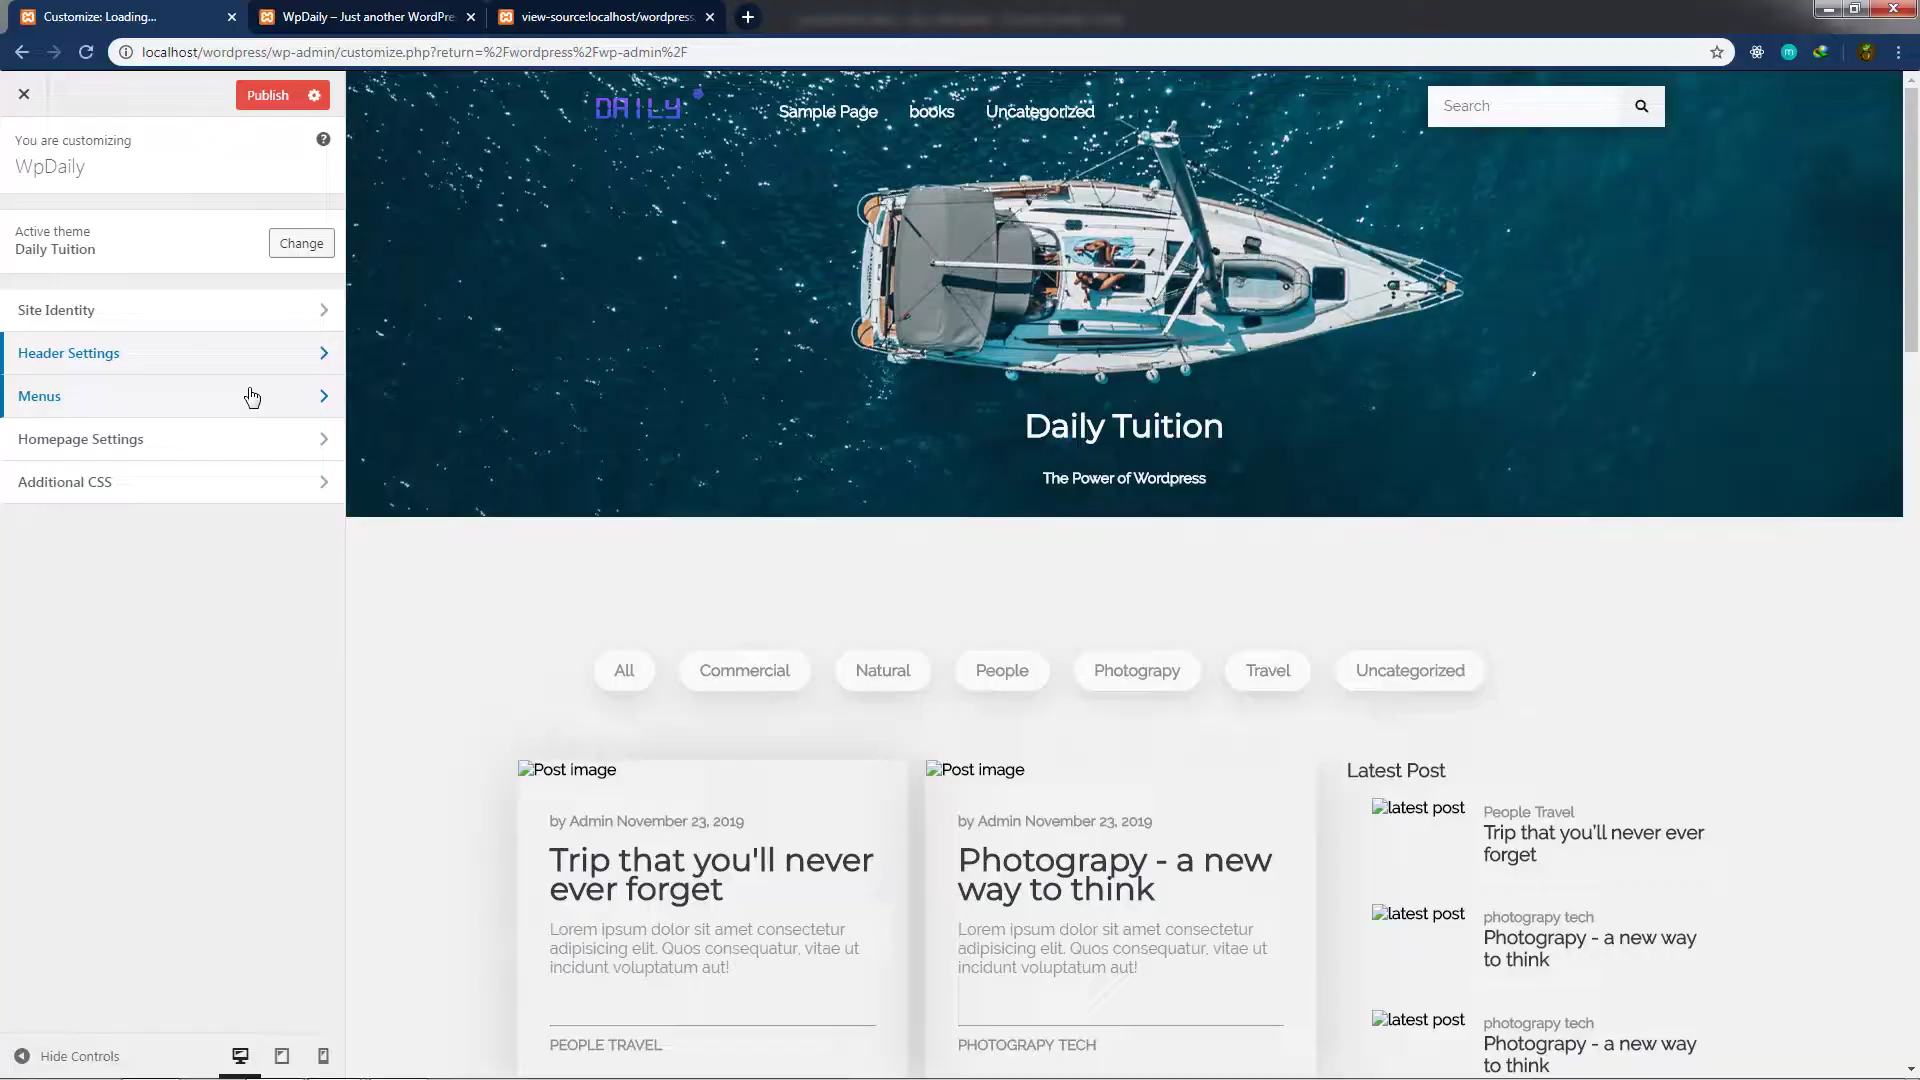 Customize: Loading...
WpDaily – Just another WordPre
view-source:localhost/wordpress
localhost/wordpress/wp-admin/customize.php?return=%2Fwordpress%2Fwp-admin%2F
Publish
You are customizing
WpDaily
Active theme
Daily Tuition
Change
Site Identity
Header Settings
Menus
Homepage Settings
Additional CSS
Hide Controls
DAILY
Sample Page
books
Uncategorized
Search
Daily Tuition
The Power of Wordpress
All
Commercial
Natural
People
Photograpy
Travel
Uncategorized
Post image
by Admin November 23, 2019
Trip that you'll never
ever forget
Lorem ipsum dolor sit amet consectetur
adipisicing elit. Quos consequatur, vitae ut
incidunt voluptatum aut!
PEOPLE TRAVEL
Post image
by Admin November 23, 2019
Photograpy - a new
way to think
Lorem ipsum dolor sit amet consectetur
adipisicing elit. Quos consequatur, vitae ut
incidunt voluptatum aut!
PHOTOGRAPY TECH
Latest Post
latest post
People Travel
Trip that you'll never ever
forget
latest post
photograpy tech
Photograpy - a new way
to think
latest post
photograpy tech
Photograpy - a new way
to think